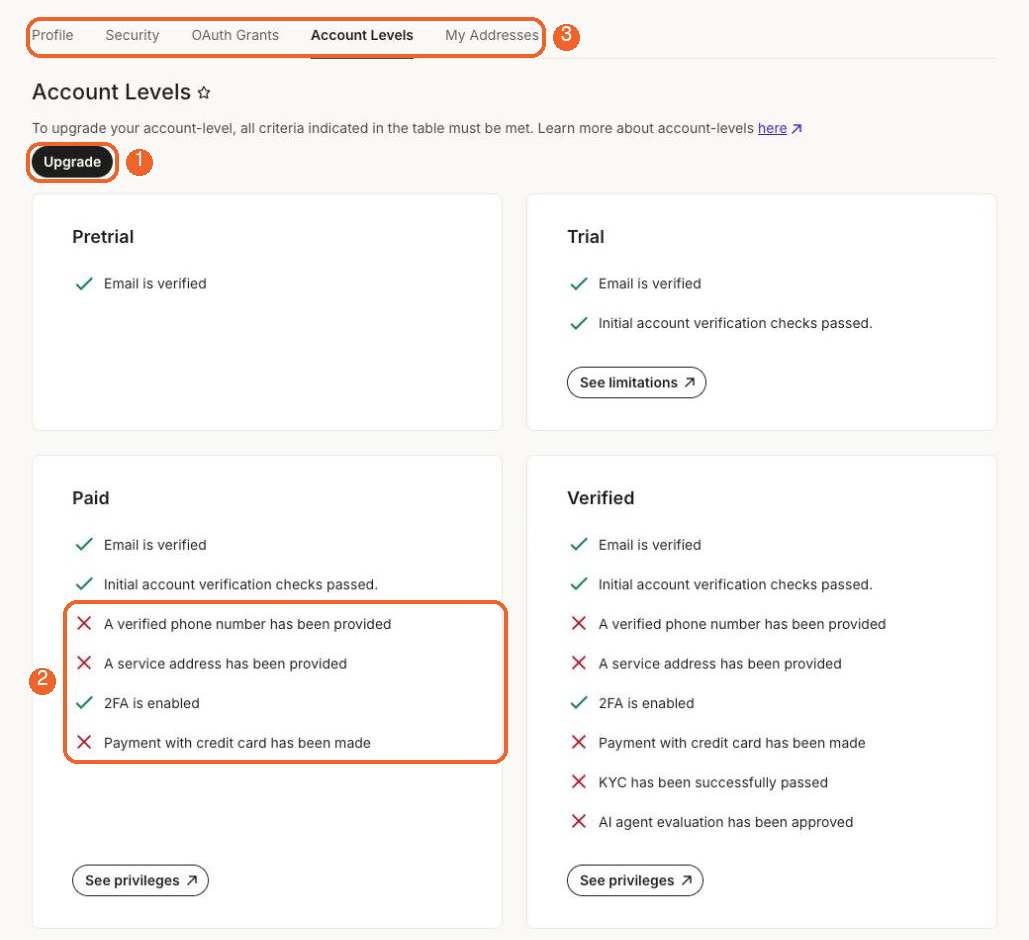 Profile Security OAuth Grants Account Levels My Addresses 3
Account Levels
To upgrade your account-level, all criteria indicated in the table must be met. Learn more about account-levels here
Upgrade 1
Pretrial
Email is verified
Trial
Email is verified
Initial account verification checks passed.
See limitations
Paid
Email is verified
Initial account verification checks passed.
A verified phone number has been provided
A service address has been provided
2
2FA is enabled
Payment with credit card has been made
See privileges
Verified
Email is verified
Initial account verification checks passed.
A verified phone number has been provided
A service address has been provided
2FA is enabled
Payment with credit card has been made
KYC has been successfully passed
AI agent evaluation has been approved
See privileges